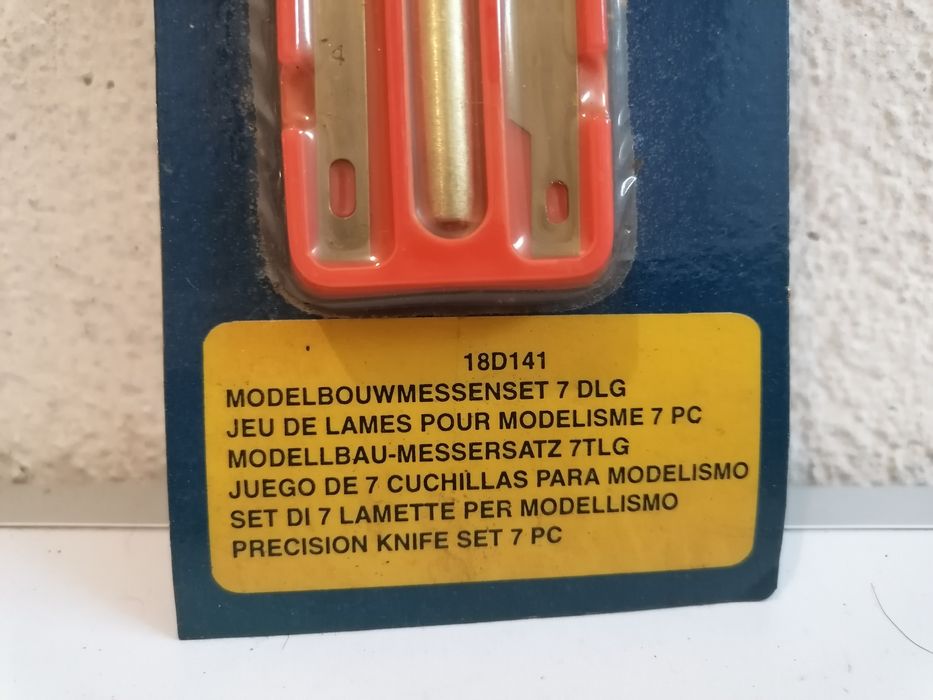 18D141
MODELBOUWMESSENSET 7 DLG
JEU DE LAMES POUR MODELISME 7 PC
MODELLBAU-MESSERSATZ 7TLG
JUEGO DE 7 CUCHILLAS PARA MODELISMO
SET DI 7 LAMETTE PER MODELLISMO
PRECISION KNIFE SET 7 PC